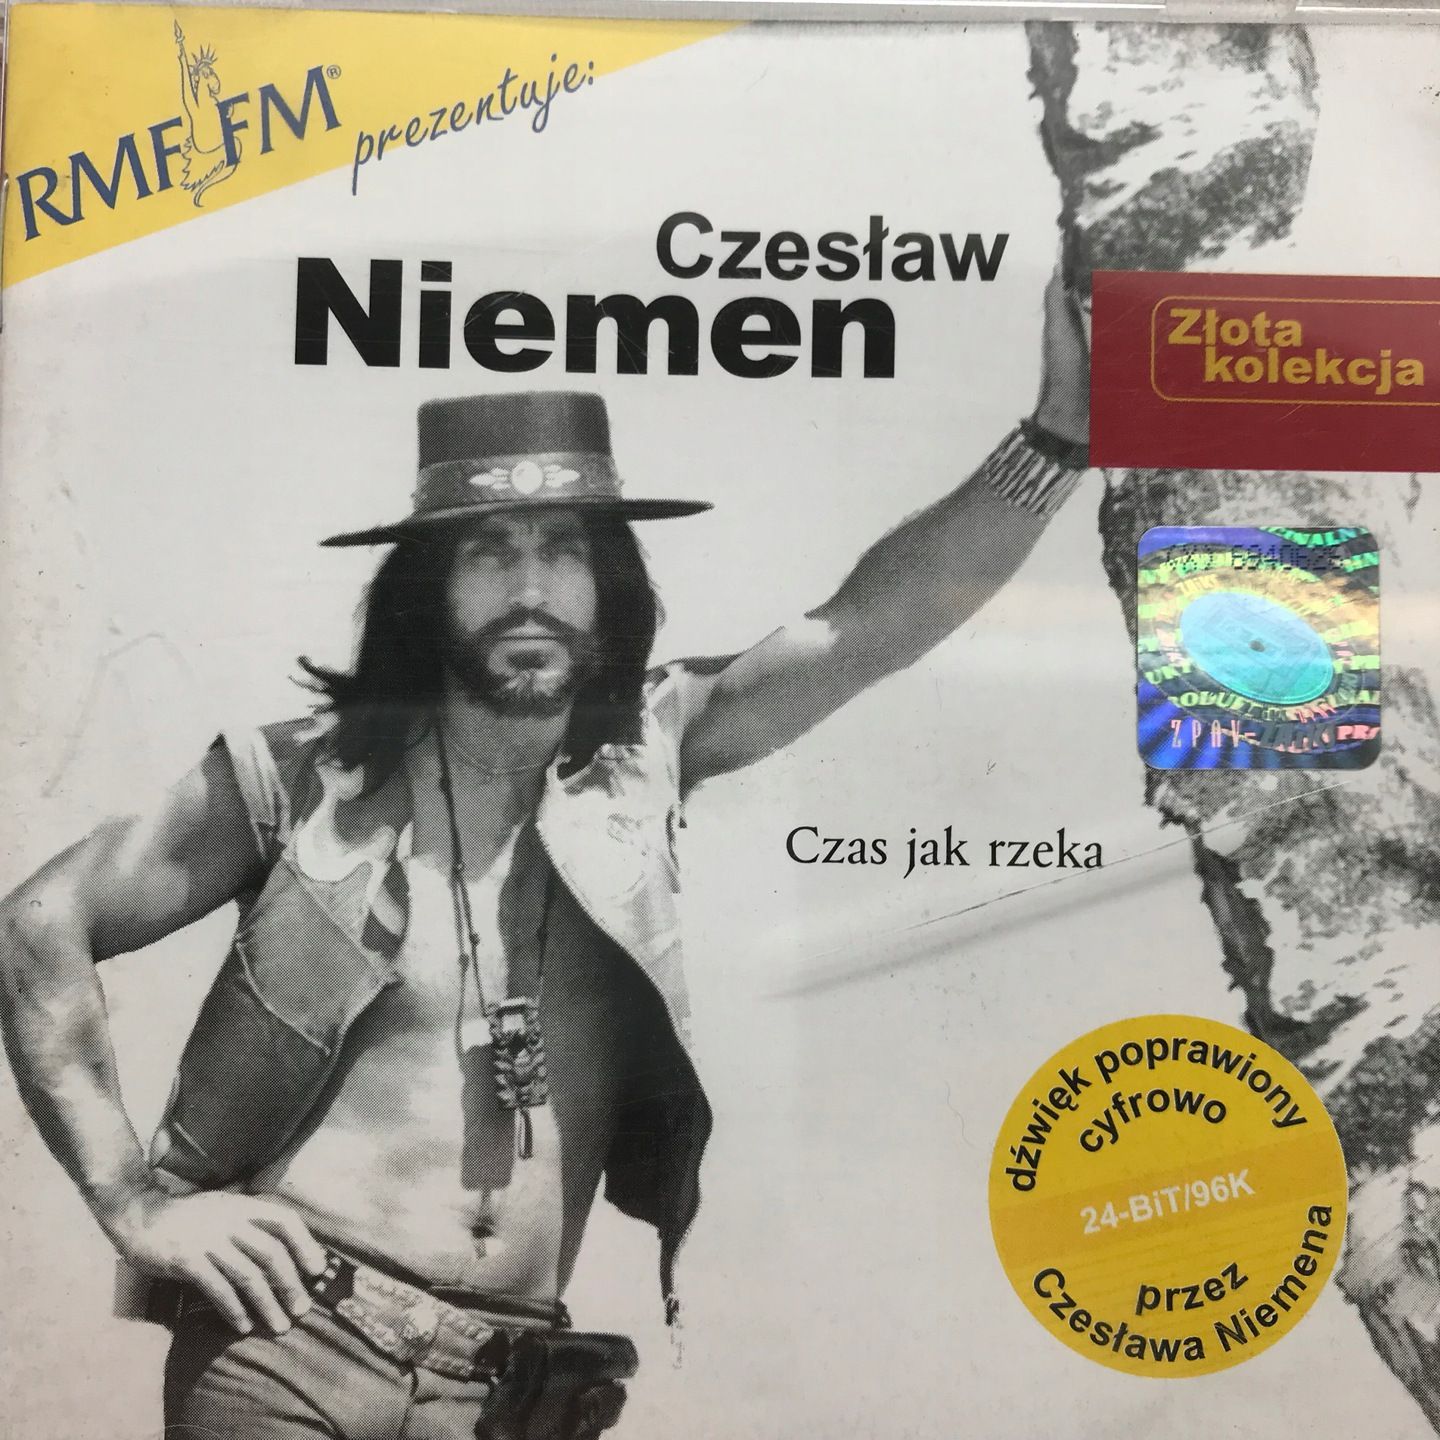 RMF FM®
prezentuje:
Czesław
Niemen
Złota
kolekcja
Czas jak rzeka
ZPAV-
dźwięk poprawiony
cyfrowo
24-BiT/96K
przez
Czesława Niemena